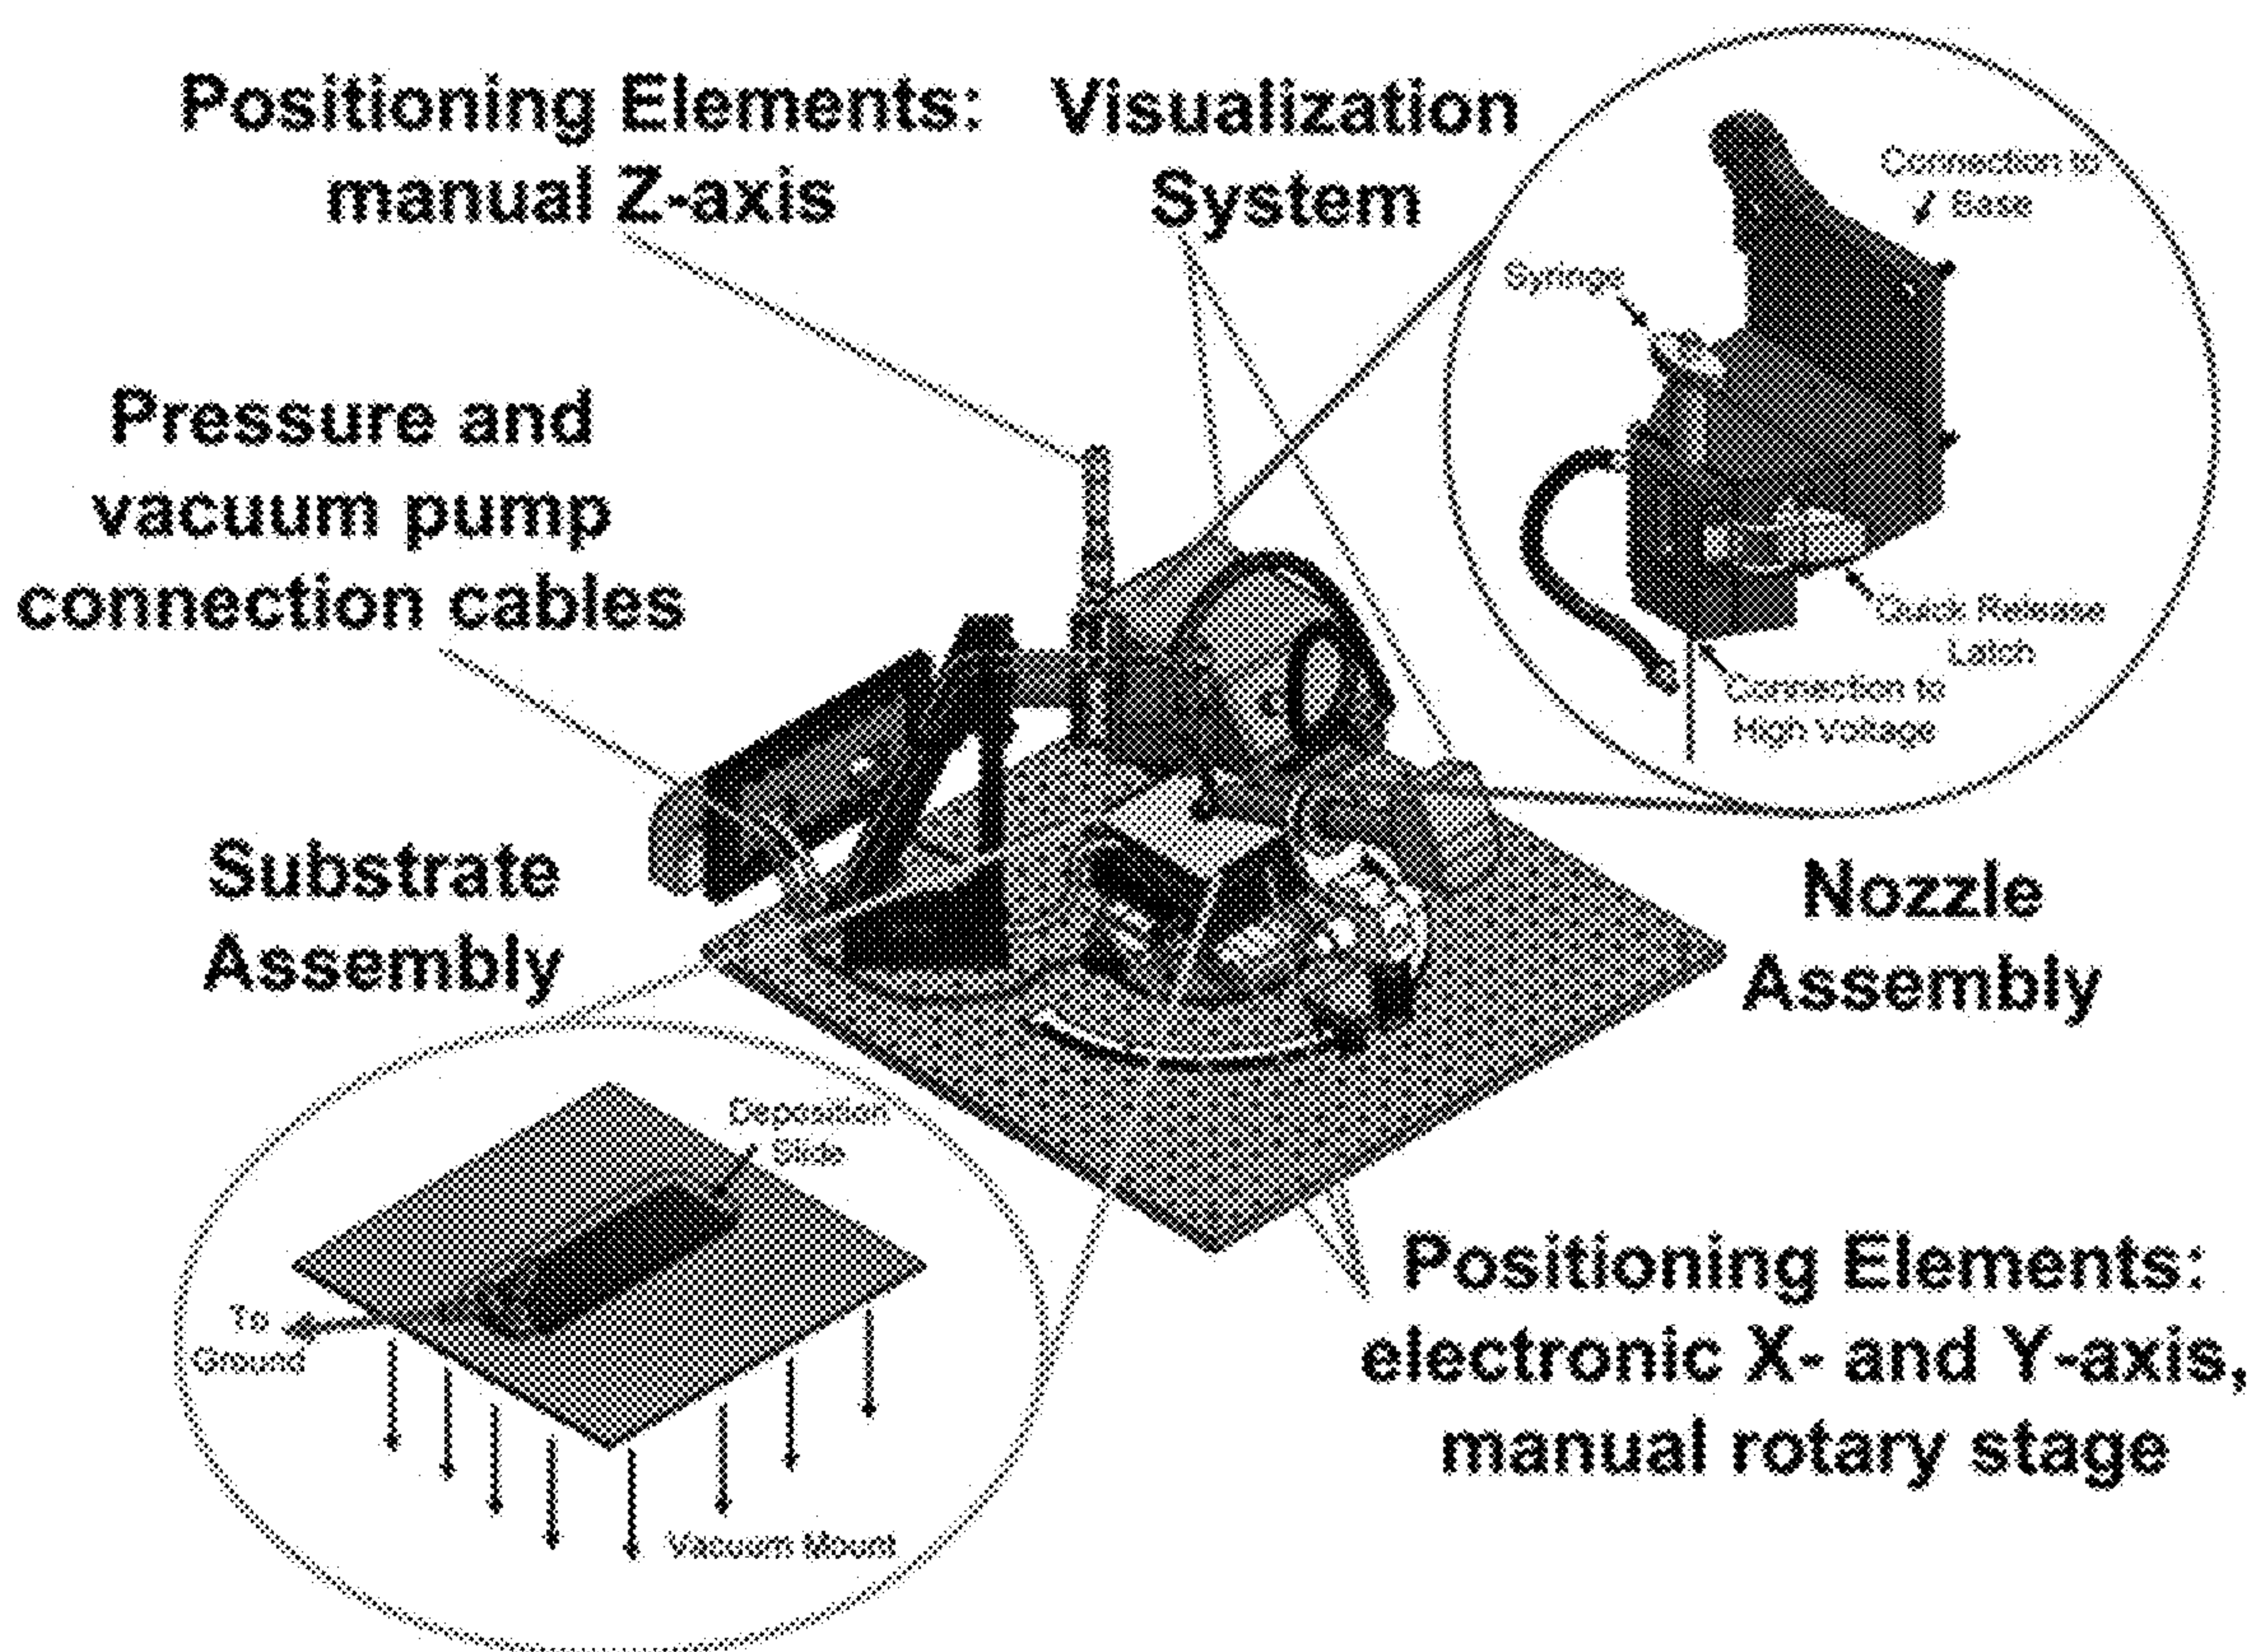 Positioning Elements:
manual Z-axis
Visualization
System
Connection to
Base
Syringe
Pressure and
vacuum pump
connection cables
Quick Release
Latch
Connection to
High Voltage
Substrate
Assembly
Nozzle
Assembly
Deposition
Slide
To
Ground
Vacuum Mount
Positioning Elements:
electronic X- and Y-axis,
manual rotary stage